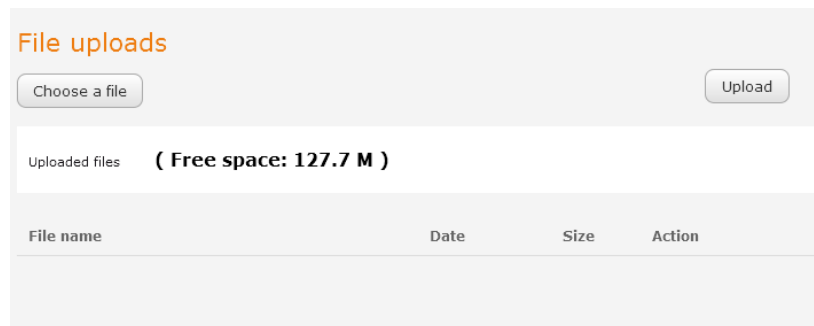 File uploads
Choose a file
Upload
Uploaded files ( Free space: 127.7 M )
File name Date Size Action